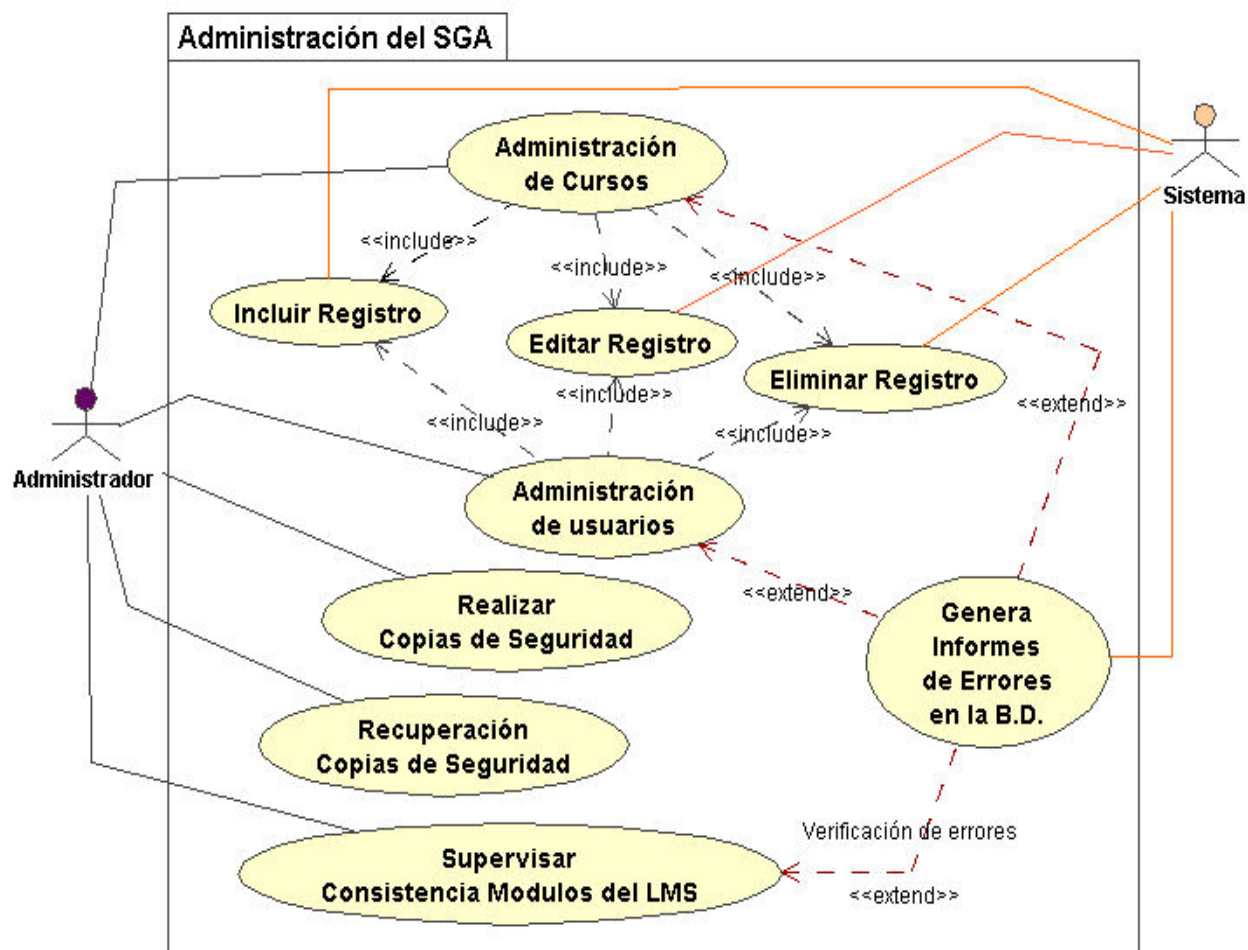 Administración del SGA
Administración
de Cursos
Sistema
<<include>>
<<include>>
<<include>>
Incluir Registro
Editar Registro
Eliminar Registro
<<include>>
<<extend>>
<<include>>
<<include>>
Administrador
Administración
de usuarios
<<extend>>
Realizar
Copias de Seguridad
Genera
Informes
de Errores
en la B.D.
Recuperación
Copias de Seguridad
Verificación de errores
Supervisar
Consistencia Modulos del LMS
<<extend>>